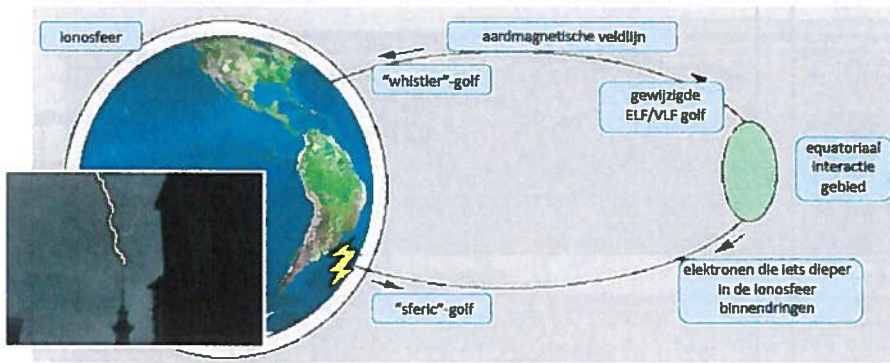 ionosfeer
aardmagnetische veldlijn
"whistler"-golf
gewijzigde
ELF/VLF golf
equatoriaal
interactie
gebied
elektronen die iets dieper
in de ionosfeer
binnendringen
"sferic"-golf